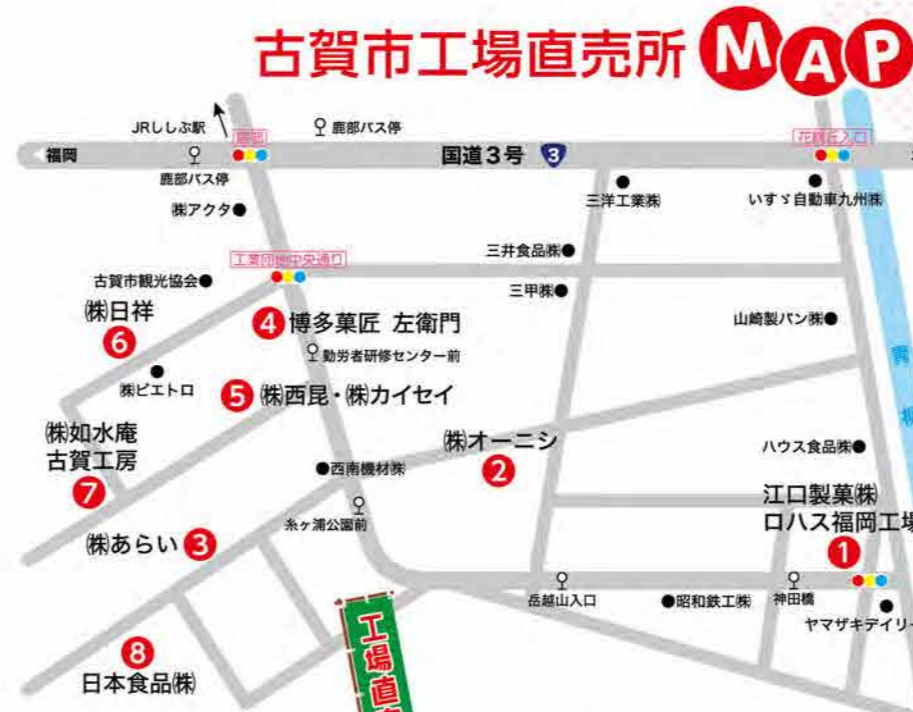 古賀市工場直売所 MAP
JRししぶ駅
鹿部
鹿部バス停
福岡
国道3号 3
花鶴丘入口
鹿部バス停
㈱アクタ
三洋工業㈱
いすゞ自動車九州㈱
工業団地中央通り
三井食品㈱
古賀市観光協会
三甲㈱
㈱日祥
6
4 博多菓匠 左衛門
山崎製パン㈱
青
柳
勤労者研修センター前
㈱ピエトロ
5 ㈱西昆・㈱カイセイ
㈱如水庵
古賀工房
7
㈱オーニシ
2
ハウス食品㈱
西南機材㈱
江口製菓㈱
ロハス福岡工場
1
糸ヶ浦公園前
㈱あらい 3
岳越山入口
昭和鉄工㈱
神田橋
ヤマザキデイリー
工場直
8
日本食品㈱